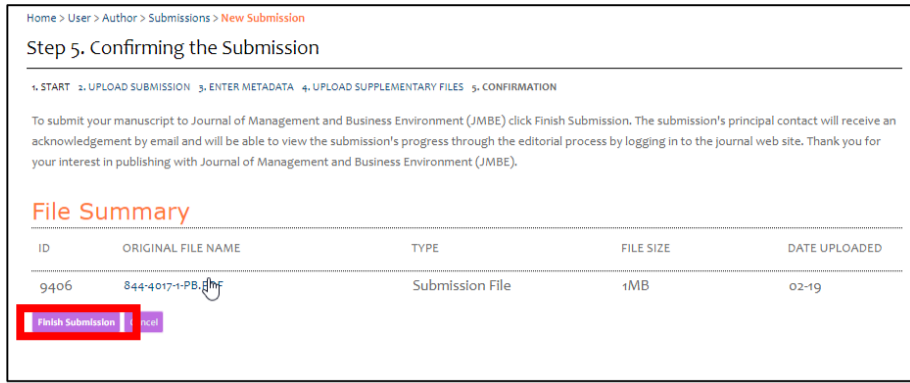 Home > User > Author > Submissions > New Submission
Step 5. Confirming the Submission
1. START 2. UPLOAD SUBMISSION 3. ENTER METADATA 4. UPLOAD SUPPLEMENTARY FILES 5. CONFIRMATION
To submit your manuscript to Journal of Management and Business Environment (JMBE) click Finish Submission. The submission's principal contact will receive an
acknowledgement by email and will be able to view the submission's progress through the editorial process by logging in to the journal web site. Thank you for
your interest in publishing with Journal of Management and Business Environment (JMBE).
File Summary
ID ORIGINAL FILE NAME TYPE FILE SIZE DATE UPLOADED
9406 844-4017-1-PB. Submission File 1MB 02-19
Finish Submission